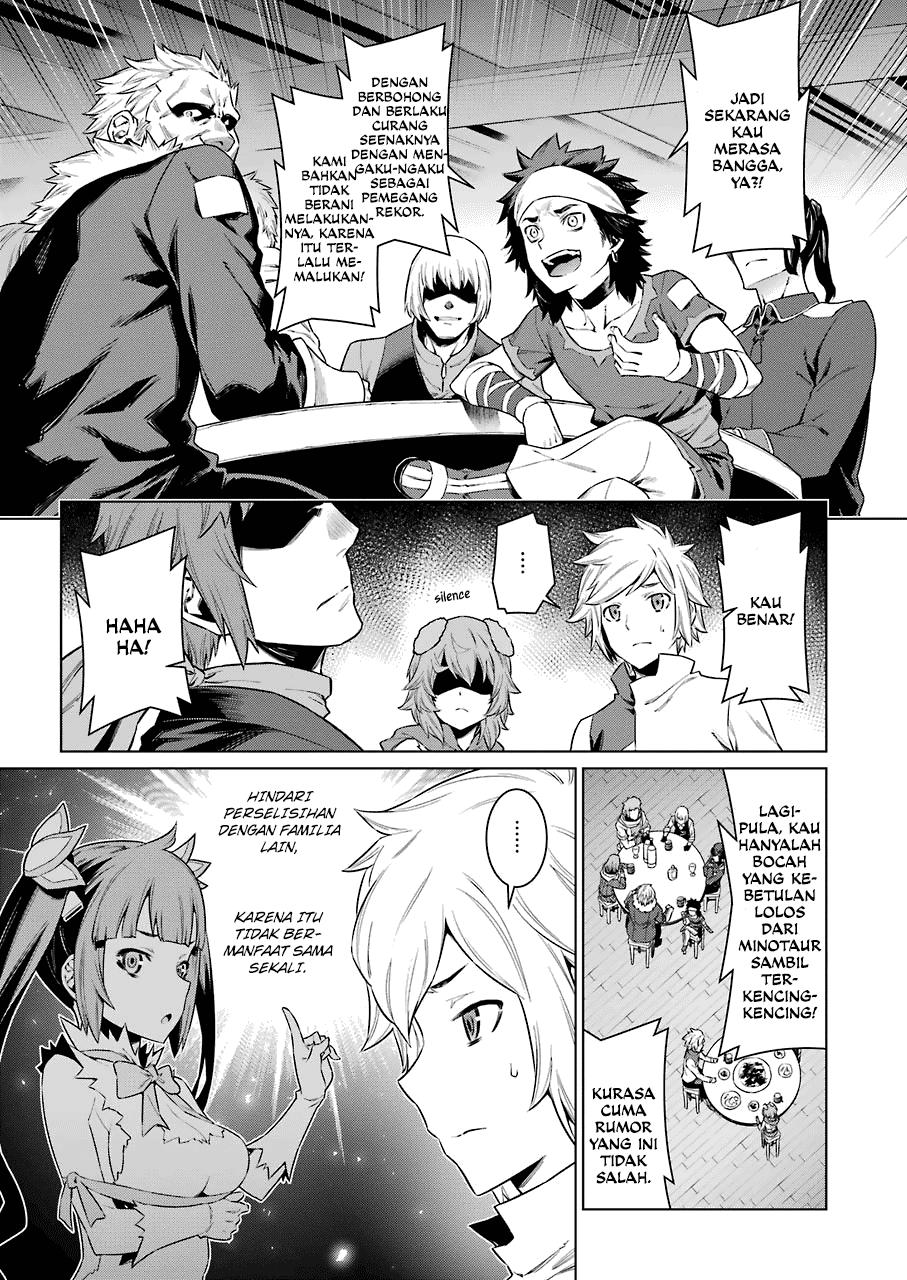 JADI
SEKARANG
KAU
MERASA
BANGGA,
YA?!
DENGAN
BERBOHONG
DAN BERLAKU
CURANG
SEENAKNYA
DENGAN MEN-
GAKU-NGAKU
SEBAGAI
PEMEGANG
REKOR.
KAMI
BAHKAN
TIDAK
BERANI
MELAKUKAN-
NYA. KARENA
ITU TER-
LALU ME-
MALUKAN!
KAU
BENAR!
....
silence
HAHA
HA!
LAGI-
PULA, KAU
HANYALAH
BOCAH
YANG KE-
BETULAN
LOLOS
DARI
MINOTAUR
SAMBIL
TER-
KENCING-
KENCING!
KURASA
CUMA
RUMOR
YANG INI
TIDAK
SALAH.
....
HINDARI
PERSELISIHAN
DENGAN FAMILIA
LAIN,
KARENA ITU
TIDAK BER-
MANFAAT SAMA
SEKALI.